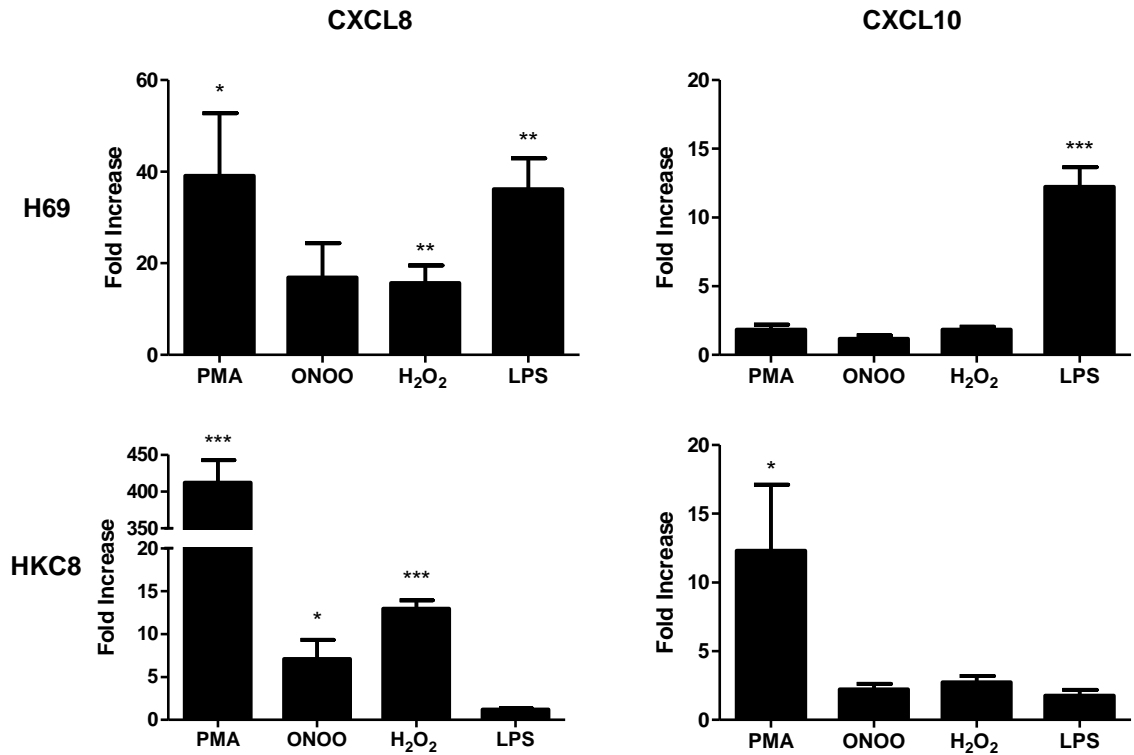 CXCL8
CXCL10
H69
Fold Increase
60
40
20
0
*
**
**
PMA
ONOO
H₂O₂
LPS
Fold Increase
20
15
10
5
0
***
PMA
ONOO
H₂O₂
LPS
HKC8
Fold Increase
450
400
350
20
15
10
5
0
***
*
***
PMA
ONOO
H₂O₂
LPS
Fold Increase
20
15
10
5
0
*
PMA
ONOO
H₂O₂
LPS